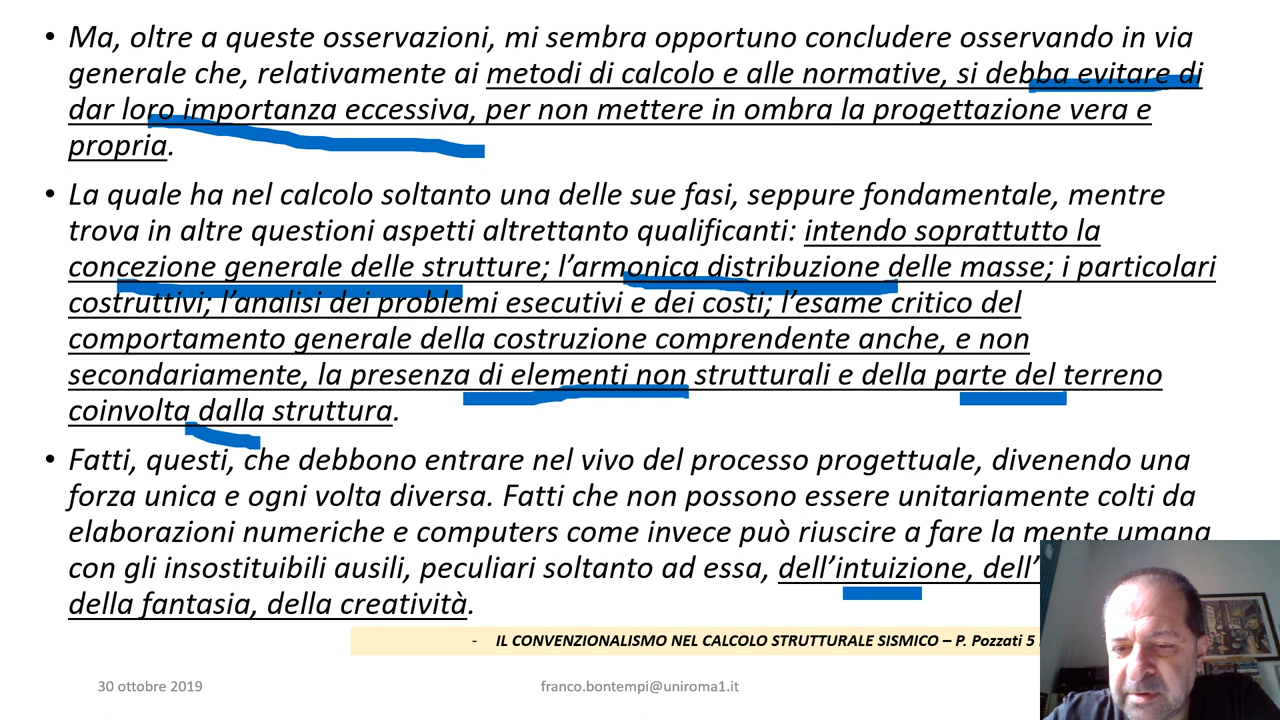 • Ma, oltre a queste osservazioni, mi sembra opportuno concludere osservando in via
generale che, relativamente ai metodi di calcolo e alle normative, si debba evitare di
dar loro importanza eccessiva, per non mettere in ombra la progettazione vera e
propria.
• La quale ha nel calcolo soltanto una delle sue fasi, seppure fondamentale, mentre
trova in altre questioni aspetti altrettanto qualificanti: intendo soprattutto la
concezione generale delle strutture; l'armonica distribuzione delle masse; i particolari
costruttivi; l'analisi dei problemi esecutivi e dei costi; l'esame critico del
comportamento generale della costruzione comprendente anche, e non
secondariamente, la presenza di elementi non strutturali e della parte del terreno
coinvolta dalla struttura.
• Fatti, questi, che debbono entrare nel vivo del processo progettuale, divenendo una
forza unica e ogni volta diversa. Fatti che non possono essere unitariamente colti da
elaborazioni numeriche e computers come invece può riuscire a fare la mente umana
con gli insostituibili ausili, peculiari soltanto ad essa, dell'intuizione, dell'
della fantasia, della creatività.
- IL CONVENZIONALISMO NEL CALCOLO STRUTTURALE SISMICO – P. Pozzati 5
30 ottobre 2019
franco.bontempi@uniroma1.it